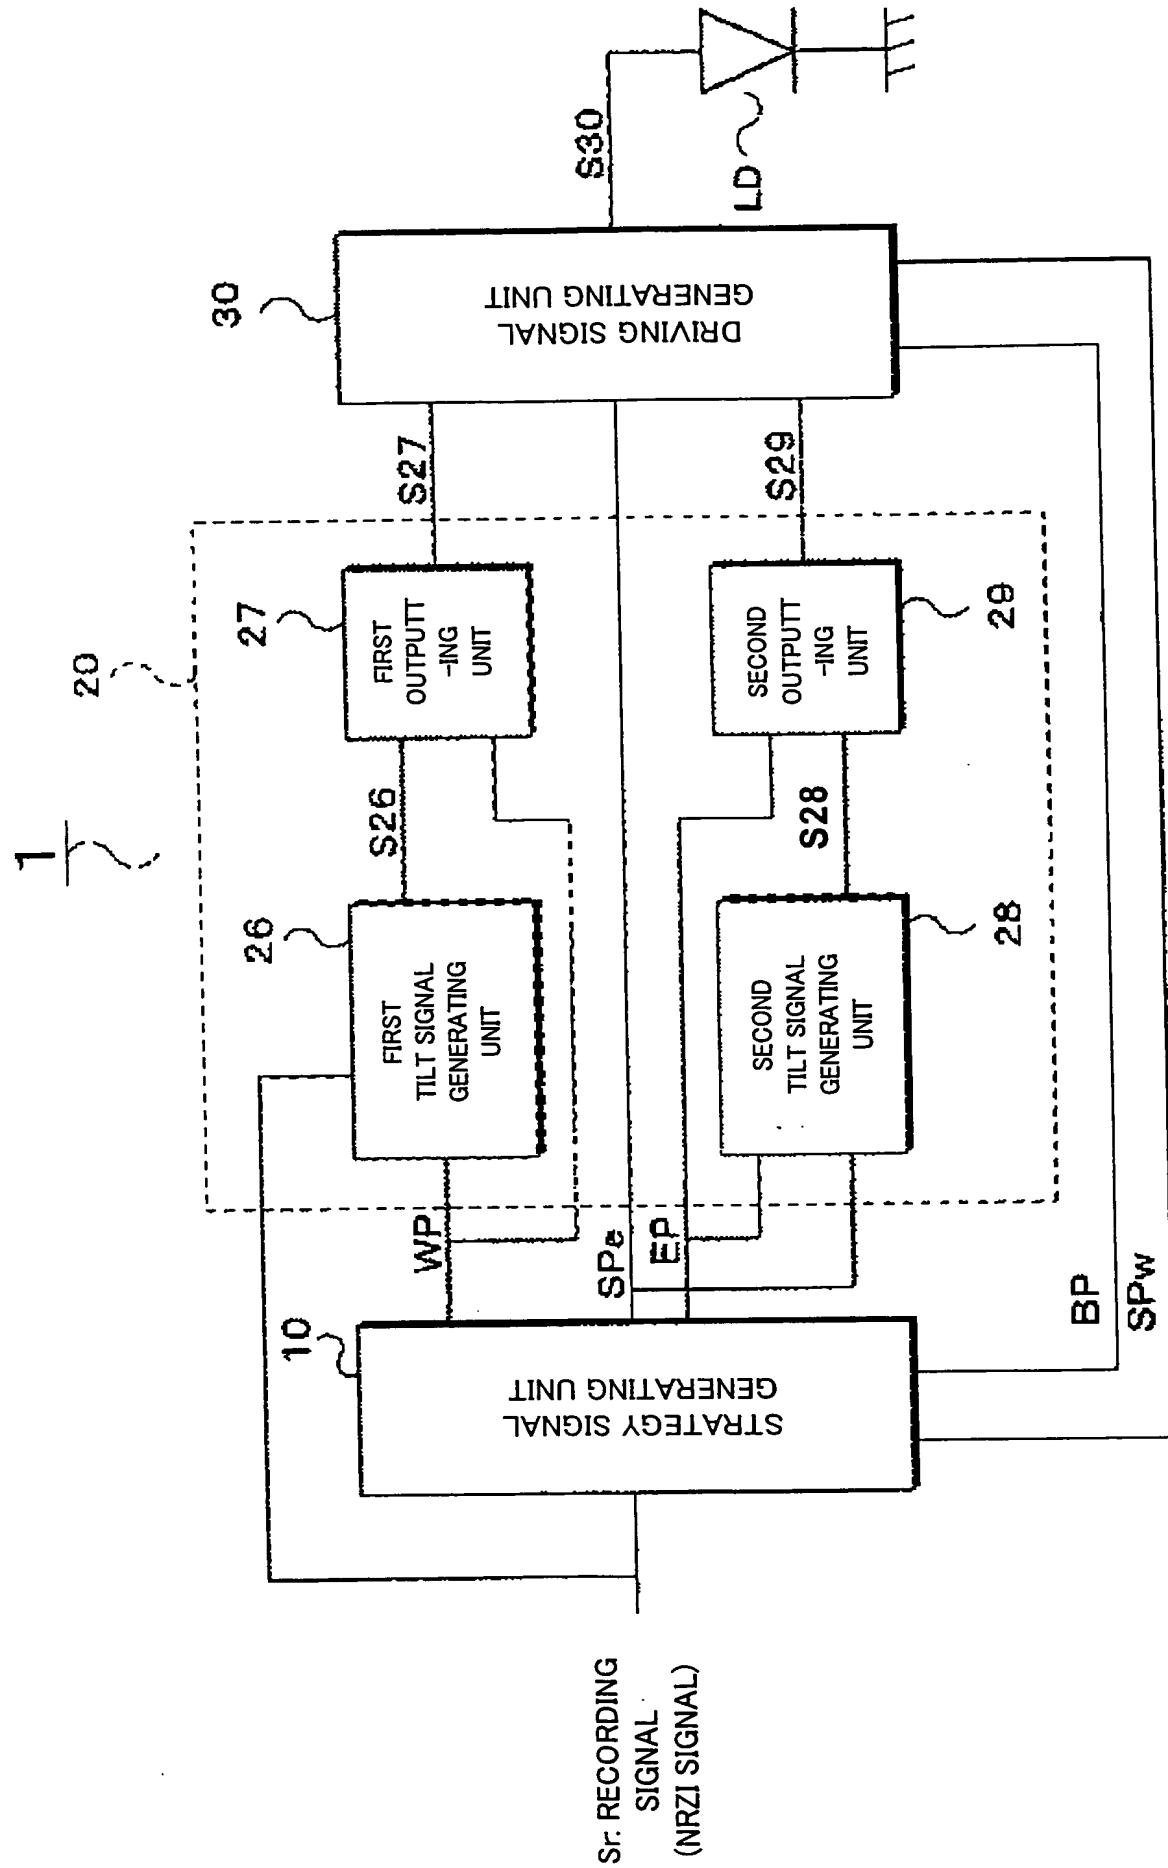 1
20
10
STRATEGY SIGNAL
GENERATING UNIT
26
FIRST
TILT SIGNAL
GENERATING
UNIT
S26
27
FIRST
OUTPUTT
-ING
UNIT
S27
30
DRIVING SIGNAL
GENERATING UNIT
S30
LD
WP
SPe
EP
SECOND
TILT SIGNAL
GENERATING
UNIT
28
S28
SECOND
OUTPUTT
-ING
UNIT
29
S29
BP
SPw
Sr. RECORDING
SIGNAL
(NRZI SIGNAL)